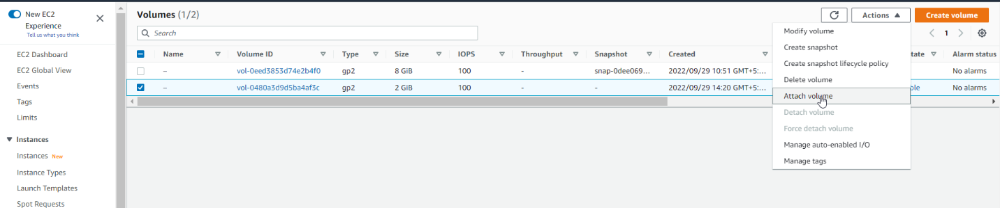 New EC2
Experience
Tell us what you think
EC2 Dashboard
EC2 Global View
Events
Tags
Limits
Instances
Instances New
Instance Types
Launch Templates
Spot Requests
Volumes (1/2)
Actions
Create volume
Search
1
Name Volume ID Type Size IOPS Throughput Snapshot Created tate Alarm status
– vol-0eed3853d74e2b4f0 gp2 8 GiB 100 - snap-0dee069... 2022/09/29 10:51 GMT+5:... No alarms
– vol-0480a3d9d5ba4af3c gp2 2 GiB 100 - - 2022/09/29 14:20 GMT+5:... ble No alarms
Modify volume
Create snapshot
Create snapshot lifecycle policy
Delete volume
Attach volume
Detach volume
Force detach volume
Manage auto-enabled I/O
Manage tags